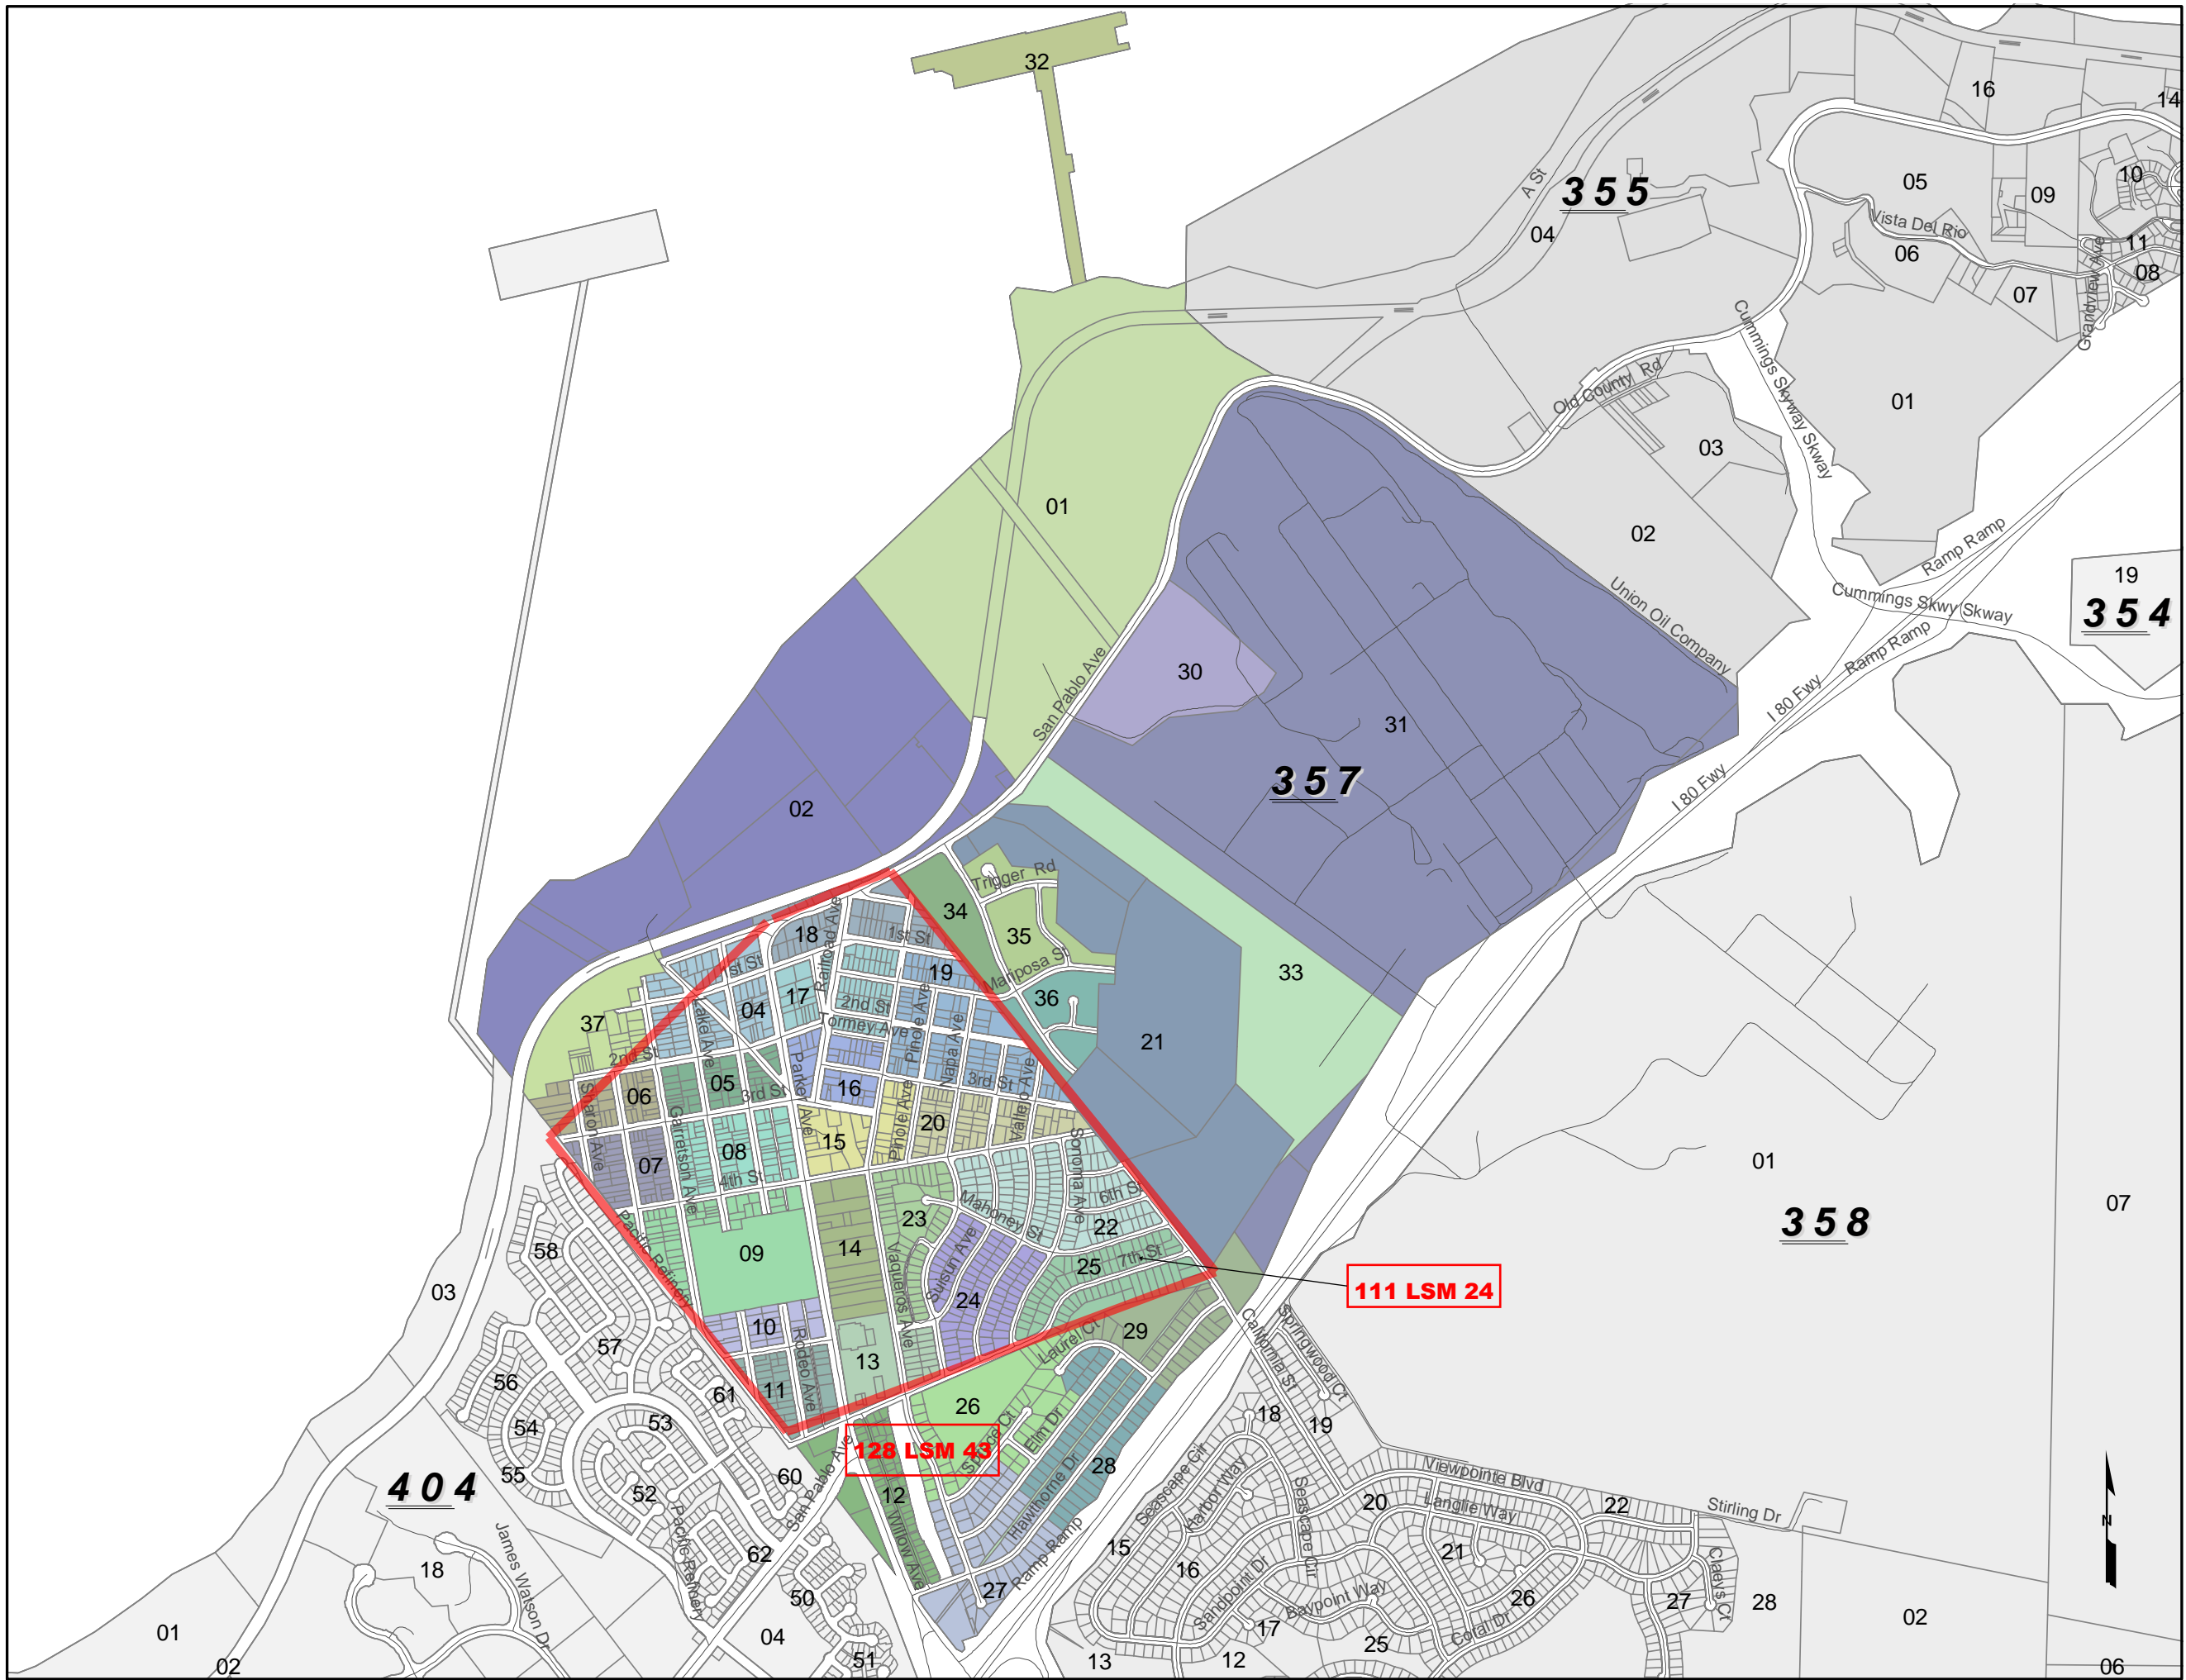 32
16
14
355
A St
04
05
10
09
Vista Del Rio
11
06
08
07
Grandview Ave
Cummings Skyway Skway
Old County Rd
01
03
01
02
Ramp Ramp
19
Union Oil Company
Cummings Skwy Skway
354
Ramp Ramp
San Pablo Ave
30
I 80 Fwy
31
357
I 80 Fwy
02
Trigger Rd
34
Railroad Ave
18
1st St
35
1st St
19
Mariposa St
33
17
36
04
2nd St
37
Lake Ave
Tormey Ave
Pinole Ave
Napa Ave
21
2nd St
Parker Ave
05
3rd St
16
3rd St
06
Sharon Ave
Garretson Ave
Pinole Ave
20
Vallejo Ave
15
Sonoma Ave
08
07
4th St
01
6th St
07
Mahoney St
23
22
358
Pacific Refinery
58
09
14
Vaqueros Ave
Suisun Ave
7th St
25
111 LSM 24
03
24
California St
Springwood Ct
10
Rodeo Ave
29
Laurel Ct
57
13
56
61
11
26
18
54
53
Spruce Ct
Elm Dr
19
128 LSM 43
55
60
San Pablo Ave
28
Seascape Cir
Harbor Way
Viewpointe Blvd
404
52
12
Hawthorne Dr
Seascape Cir
20
Langlie Way
22
Stirling Dr
James Watson Dr
Pacific Refinery
62
Willow Ave
Ramp Ramp
15
16
21
Claeys Ct
N
18
50
27
Sandpoint Dr
Baypoint Way
26
27
28
02
01
04
17
Coral Dr
25
02
51
13
12
06